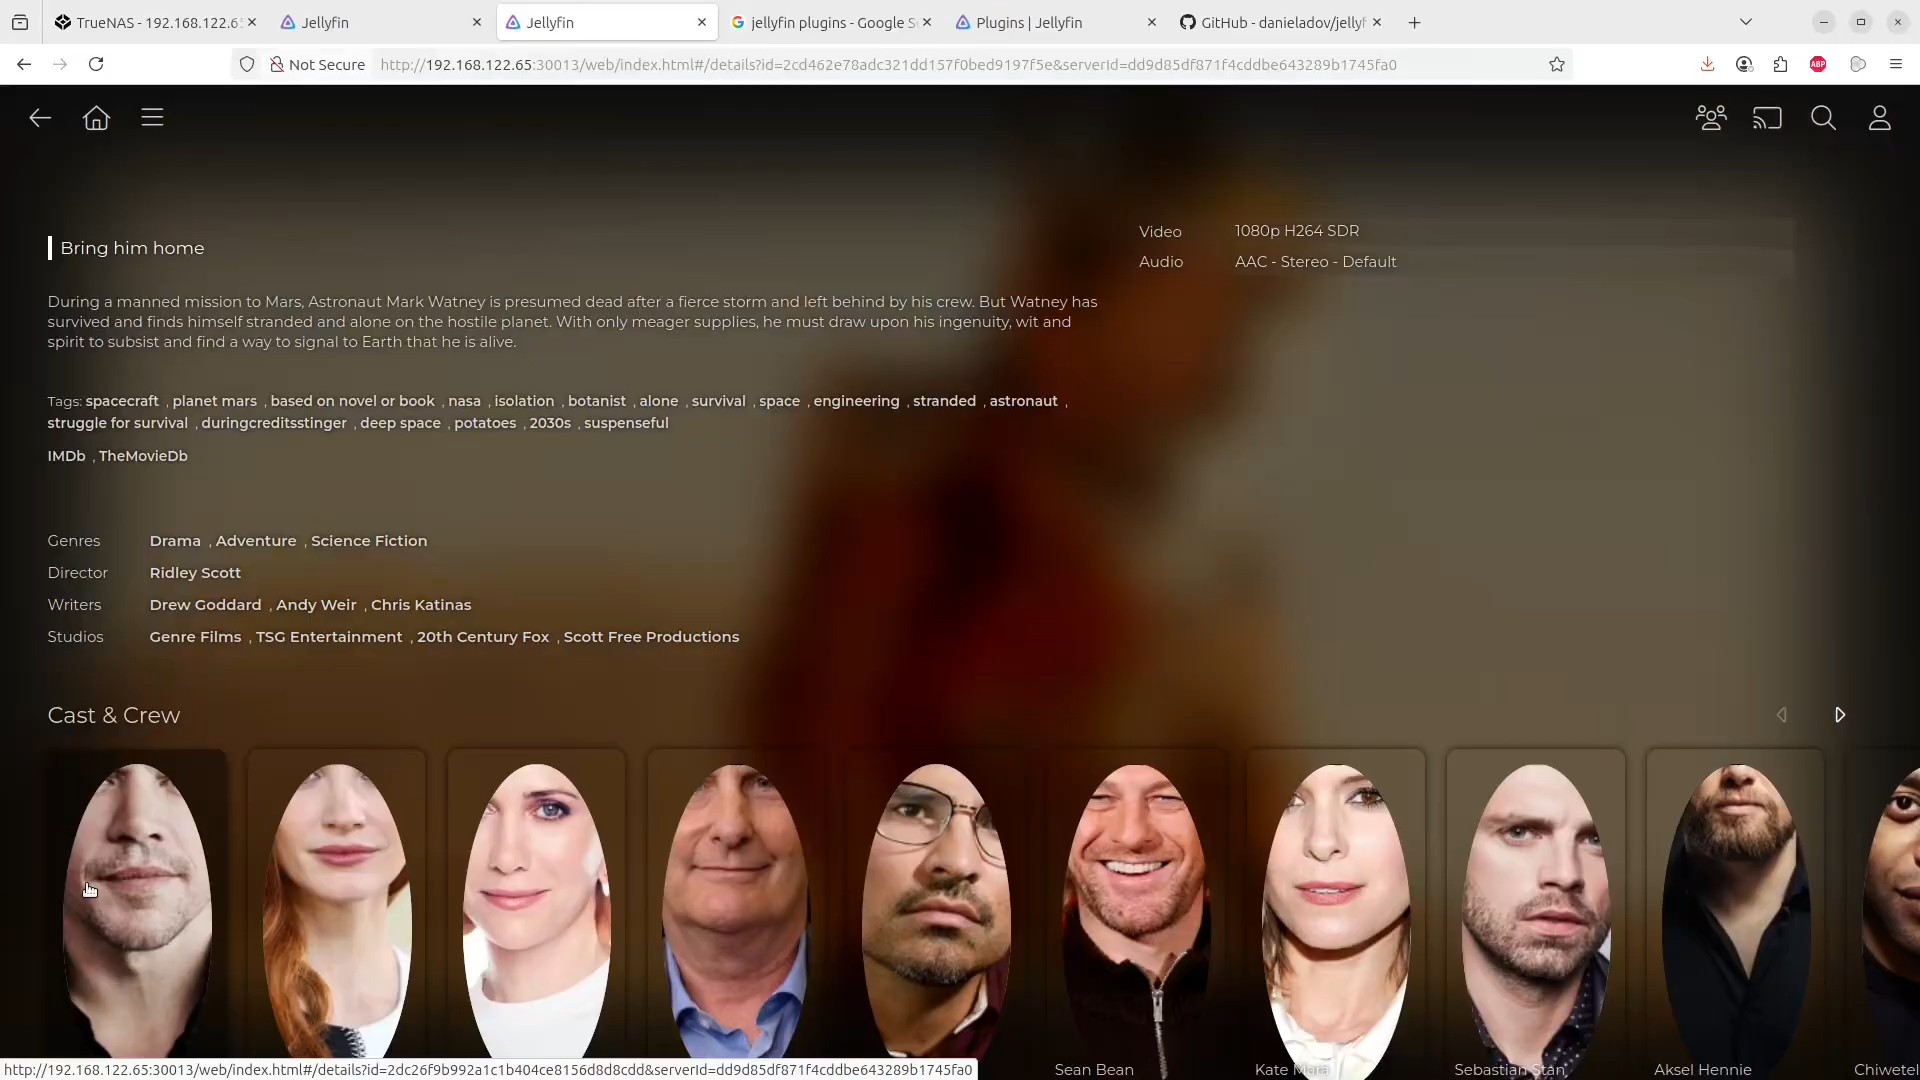 TrueNAS - 192.168.122.6
Jellyfin
Jellyfin
jellyfin plugins - Google S
Plugins | Jellyfin
GitHub - danieladov/jellyf
Not Secure
http://192.168.122.65:30013/web/index.html#/details?id=2cd462e78adc321dd157f0bed9197f5e&serverId=dd9d85df871f4cddbe643289b1745fa0
ABP
Bring him home
Video 1080p H264 SDR
Audio AAC - Stereo - Default
During a manned mission to Mars, Astronaut Mark Watney is presumed dead after a fierce storm and left behind by his crew. But Watney has
survived and finds himself stranded and alone on the hostile planet. With only meager supplies, he must draw upon his ingenuity, wit and
spirit to subsist and find a way to signal to Earth that he is alive.
Tags: spacecraft , planet mars , based on novel or book , nasa , isolation , botanist , alone , survival , space , engineering , stranded , astronaut ,
struggle for survival , duringcreditsstinger , deep space , potatoes , 2030s , suspenseful
IMDb , TheMovieDb
Genres Drama , Adventure , Science Fiction
Director Ridley Scott
Writers Drew Goddard , Andy Weir , Chris Katinas
Studios Genre Films , TSG Entertainment , 20th Century Fox , Scott Free Productions
Cast & Crew
Sean Bean
Kate Mara
Sebastian Stan
Aksel Hennie
Chiwetel
http://192.168.122.65:30013/web/index.html#/details?id=2dc26f9b992a1c1b404ce8156d8d8cdd&serverId=dd9d85df871f4cddbe643289b1745fa0